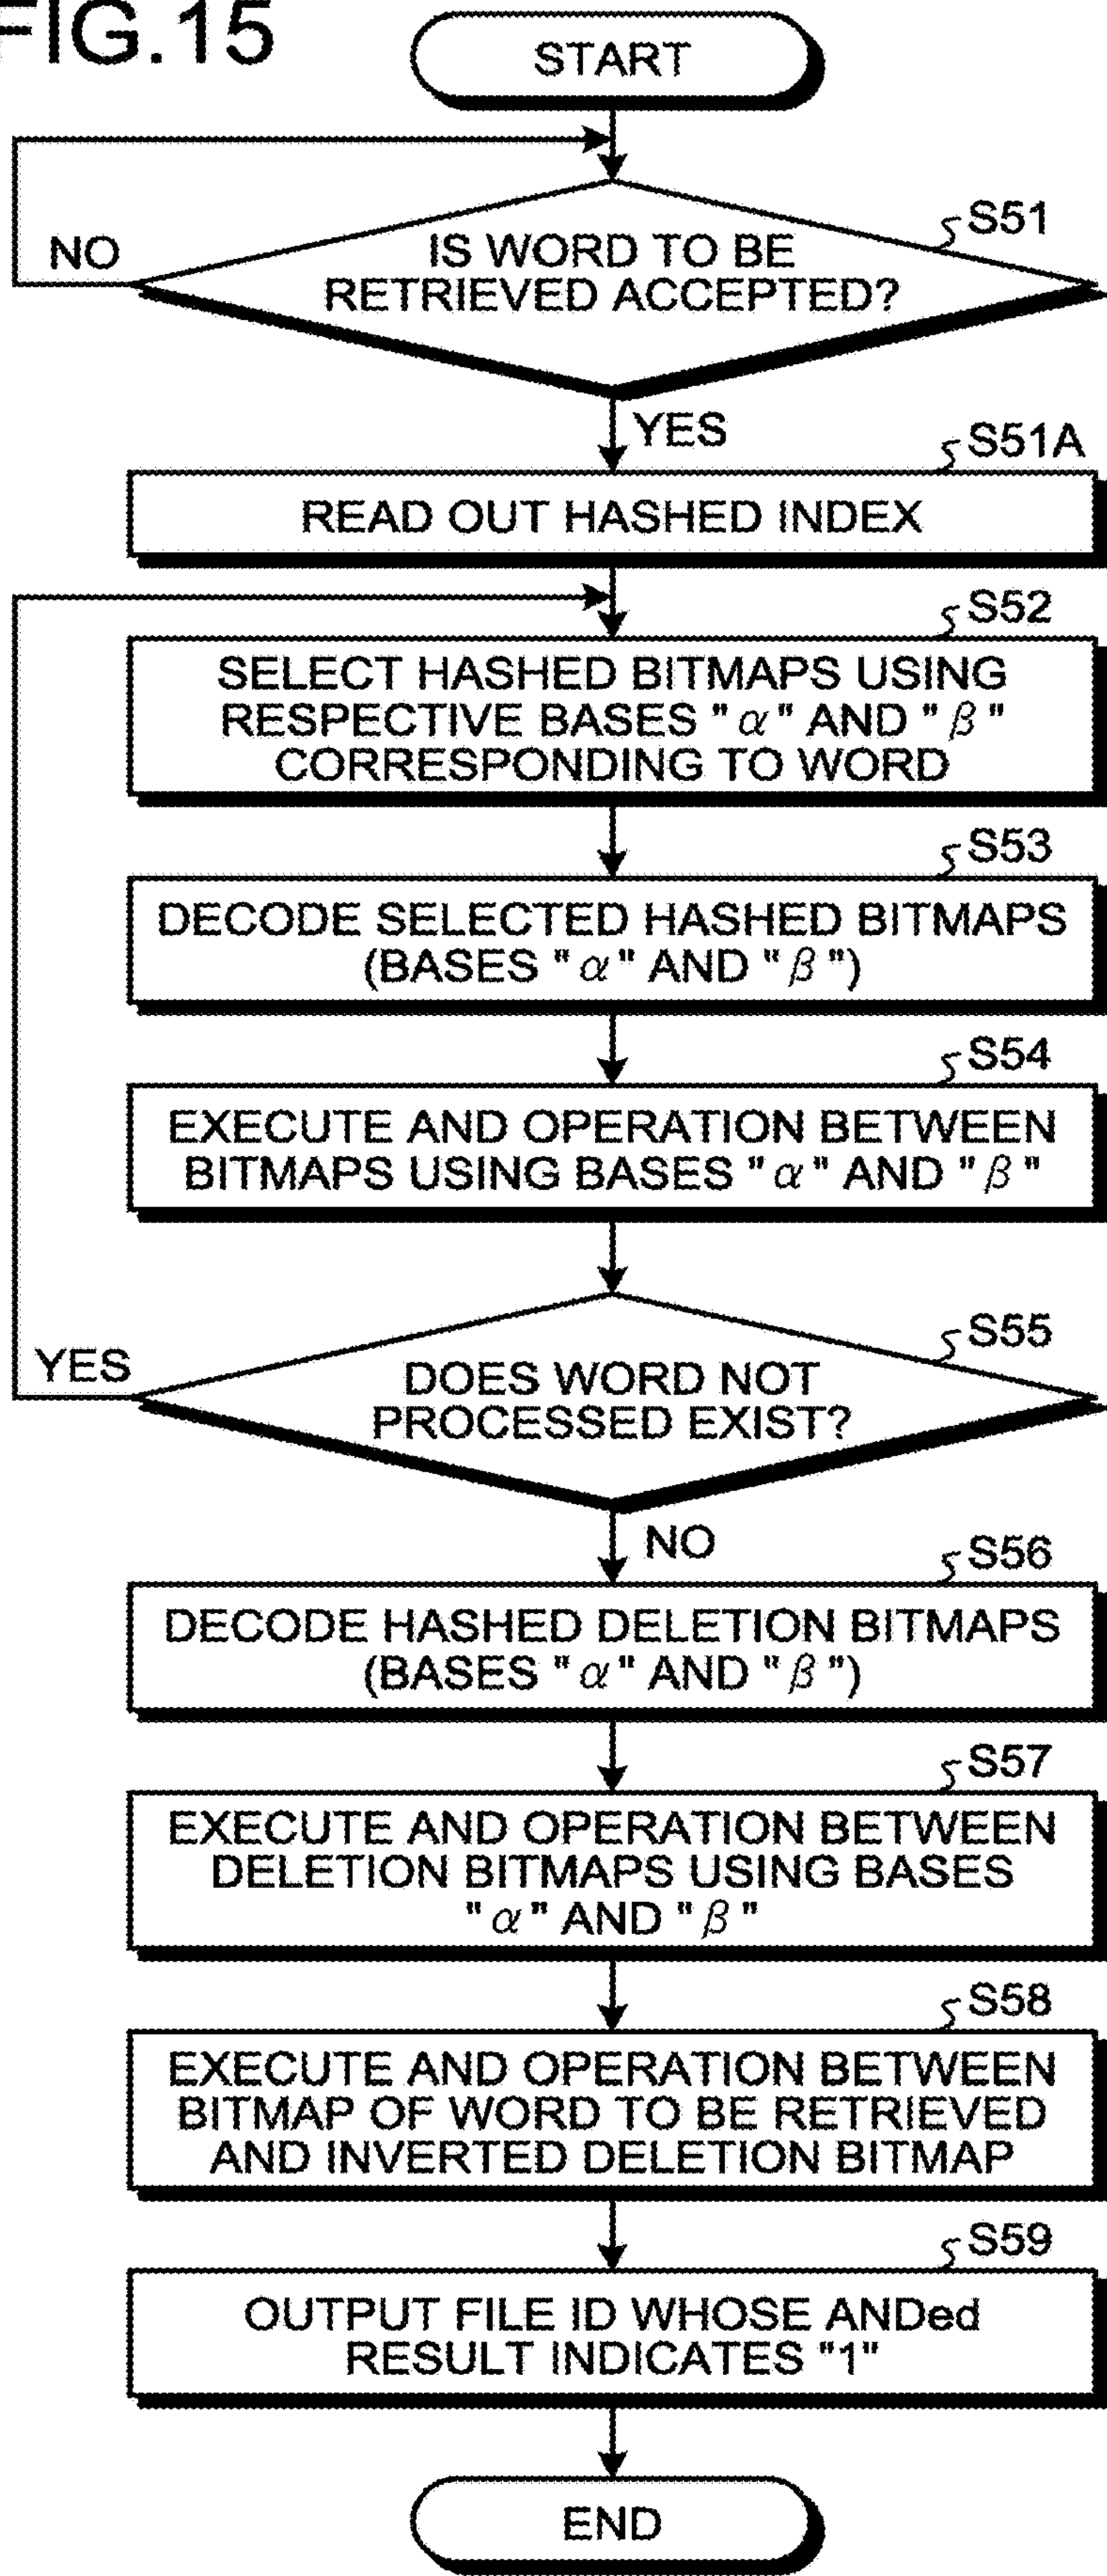 FIG.15
START
NO
IS WORD TO BE
RETRIEVED ACCEPTED?
S51
YES
S51A
READ OUT HASHED INDEX
S52
SELECT HASHED BITMAPS USING
RESPECTIVE BASES "α" AND "β"
CORRESPONDING TO WORD
S53
DECODE SELECTED HASHED BITMAPS
(BASES "α" AND "β")
S54
EXECUTE AND OPERATION BETWEEN
BITMAPS USING BASES "α" AND "β"
S55
YES
DOES WORD NOT
PROCESSED EXIST?
NO
S56
DECODE HASHED DELETION BITMAPS
(BASES "α" AND "β")
S57
EXECUTE AND OPERATION BETWEEN
DELETION BITMAPS USING BASES
"α" AND "β"
S58
EXECUTE AND OPERATION BETWEEN
BITMAP OF WORD TO BE RETRIEVED
AND INVERTED DELETION BITMAP
S59
OUTPUT FILE ID WHOSE ANDed
RESULT INDICATES "1"
END